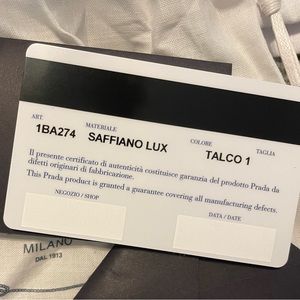 ART. MATERIALE COLORE TAGLIA
1BA274 SAFFIANO LUX TALCO 1
Il presente certificato di autenticità costituisce garanzia del prodotto Prada da
difetti originari di fabbricazione.
This Prada product is granted a guarantee covering all manufacturing defects.
NEGOZIO / SHOP
DATA / DATE
MILANO
DAL 1913